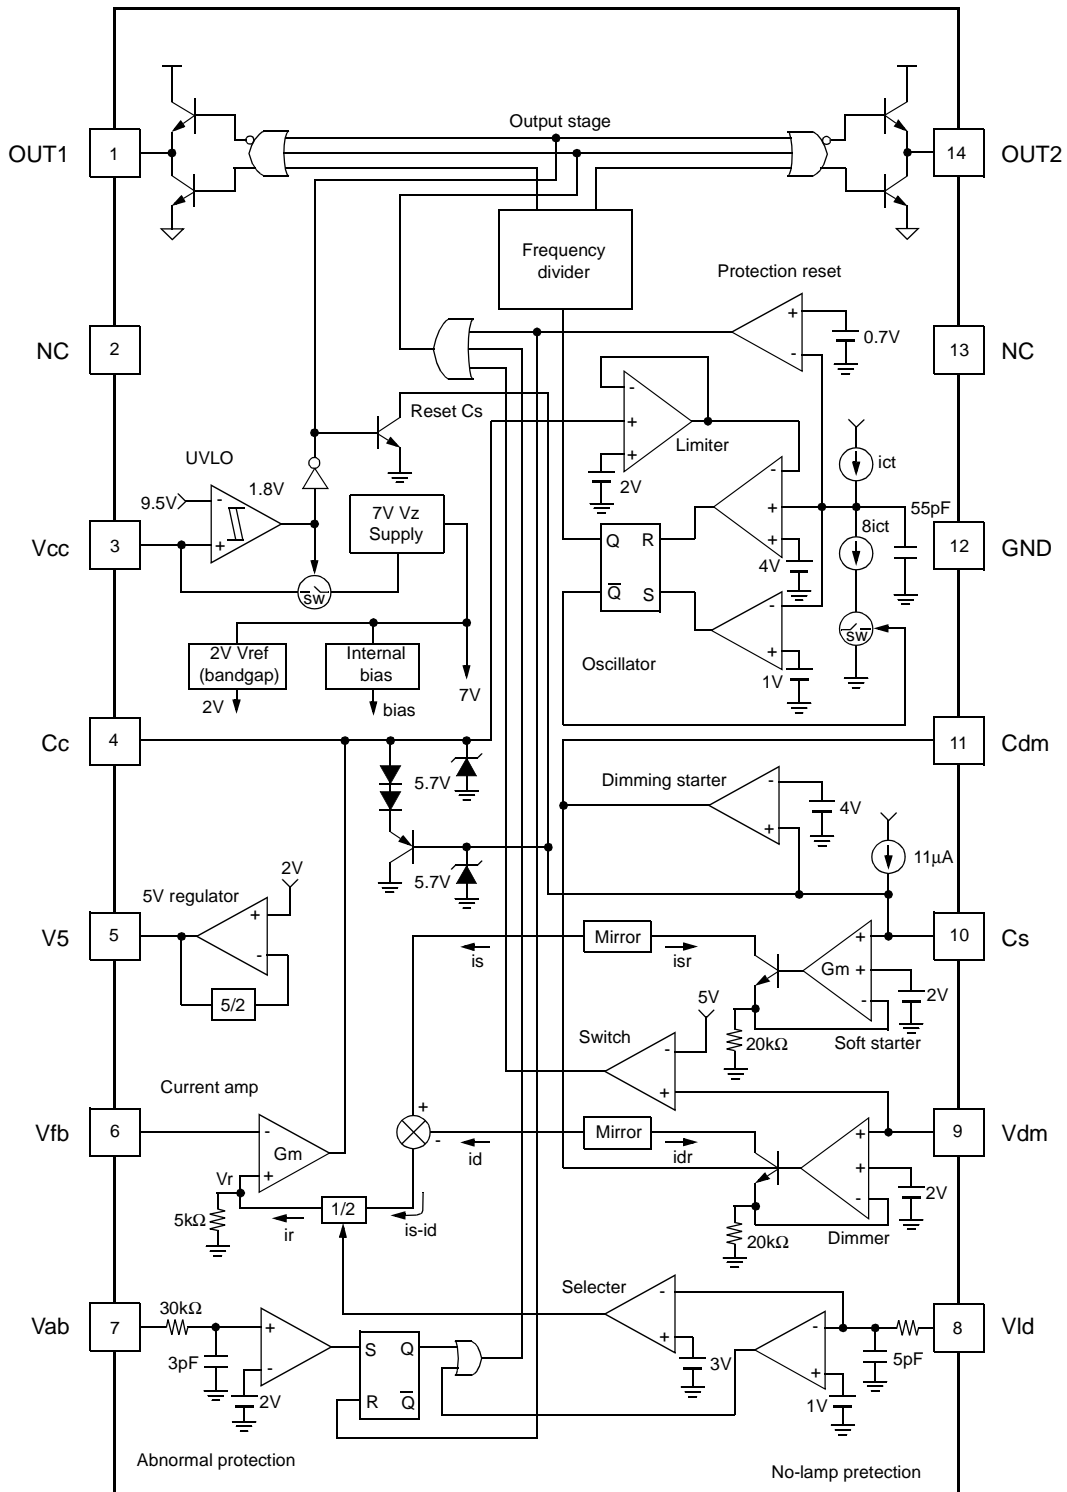 Output stage
OUT1
1
14
OUT2
Frequency
divider
Protection reset
+
-
0.7V
NC
2
13
NC
Reset Cs
-
+
+
Limiter
2V
ict
UVLO
9.5V
-
+
1.8V
7V Vz
Supply
-
+
+
4V
8ict
55pF
Vcc
3
12
GND
Q
R
Q
S
SW
-
+
1V
SW
Oscillator
2V Vref
(bandgap)
Internal
bias
2V
bias
7V
Cc
4
11
Cdm
5.7V
Dimming starter
-
+
4V
5.7V
11µA
5V regulator
2V
+
-
5/2
V5
5
10
Cs
Mirror
is
isr
+
Gm +
-
2V
20kΩ
Soft starter
5V
Switch
-
+
Current amp
Vfb
6
9
Vdm
-
Gm
+
Vr
+
-
Mirror
id
idr
+
+
-
2V
20kΩ
Dimmer
5kΩ
ir
1/2
is-id
Selecter
-
+
3V
Vab
7
8
Vld
30kΩ
3pF
+
-
2V
S
Q
R
Q
-
+
1V
5pF
Abnormal protection
No-lamp pretection